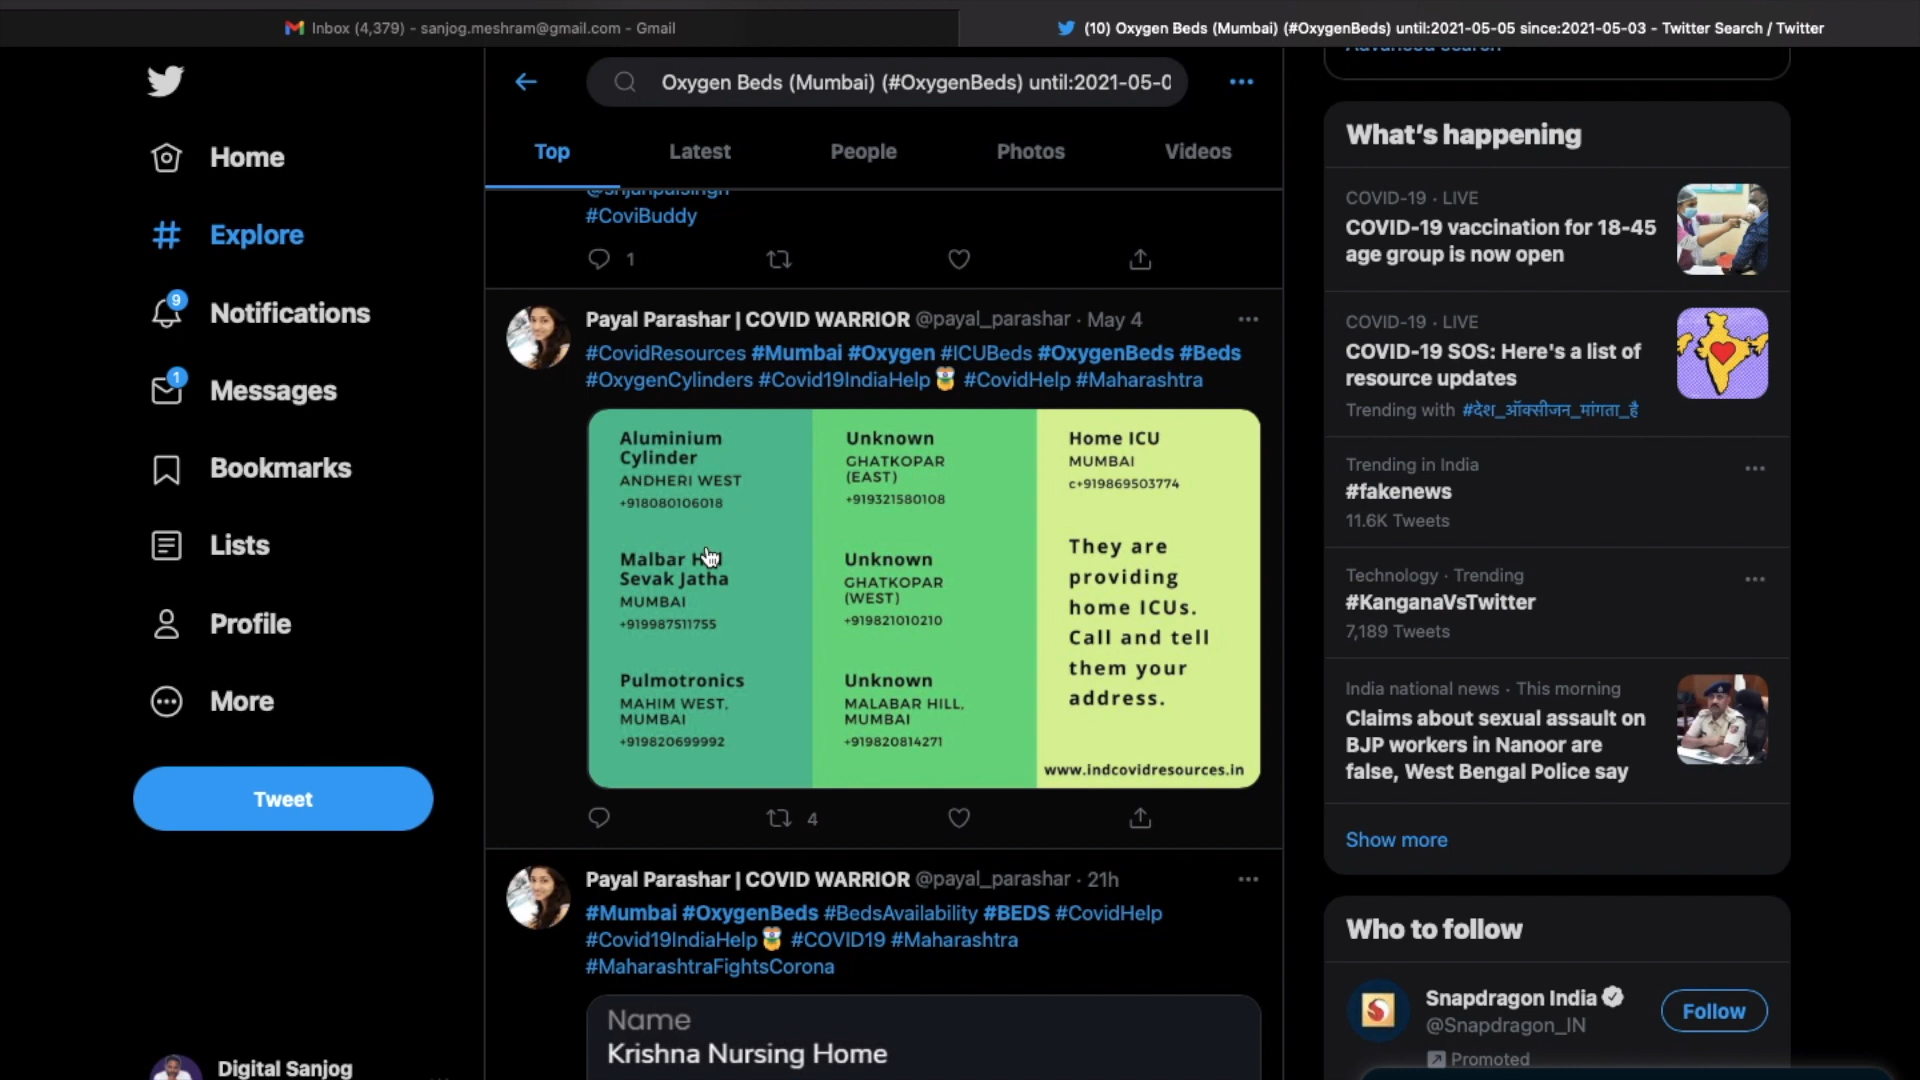 Inbox (4,379) - sanjog.meshram@gmail.com - Gmail
(10) Oxygen Beds (Mumbai) (#OxygenBeds) until:2021-05-05 since:2021-05-03 - Twitter Search / Twitter
Home
Explore
9
Notifications
1
Messages
Bookmarks
Lists
Profile
More
Tweet
Digital Sanjog
Oxygen Beds (Mumbai) (#OxygenBeds) until:2021-05-0
Top
Latest
People
Photos
Videos
@srijanpalsingh
#CoviBuddy
1
Payal Parashar | COVID WARRIOR @payal_parashar · May 4
#CovidResources #Mumbai #Oxygen #ICUBeds #OxygenBeds #Beds
#OxygenCylinders #Covid19IndiaHelp #CovidHelp #Maharashtra
Aluminium
Cylinder
ANDHERI WEST
+918080106018
Malbar
Sevak Jatha
MUMBAI
+919987511755
Pulmotronics
MAHIM WEST,
MUMBAI
+919820699992
Unknown
GHATKOPAR
(EAST)
+919321580108
Unknown
GHATKOPAR
(WEST)
+919821010210
Unknown
MALABAR HILL,
MUMBAI
+919820814271
Home ICU
MUMBAI
c+919869503774
They are
providing
home ICUs.
Call and tell
them your
address.
www.indcovidresources.in
4
Payal Parashar | COVID WARRIOR @payal_parashar · 21h
#Mumbai #OxygenBeds #BedsAvailability #BEDS #CovidHelp
#Covid19IndiaHelp #COVID19 #Maharashtra
#MaharashtraFightsCorona
Name
Krishna Nursing Home
Advanced search
What's happening
COVID-19 · LIVE
COVID-19 vaccination for 18-45
age group is now open
COVID-19 · LIVE
COVID-19 SOS: Here's a list of
resource updates
Trending with #देश_ऑक्सीजन_मांगता_है
Trending in India
#fakenews
11.6K Tweets
Technology · Trending
#KanganaVsTwitter
7,189 Tweets
India national news · This morning
Claims about sexual assault on
BJP workers in Nanoor are
false, West Bengal Police say
Show more
Who to follow
Snapdragon India
@Snapdragon_IN
Follow
Promoted